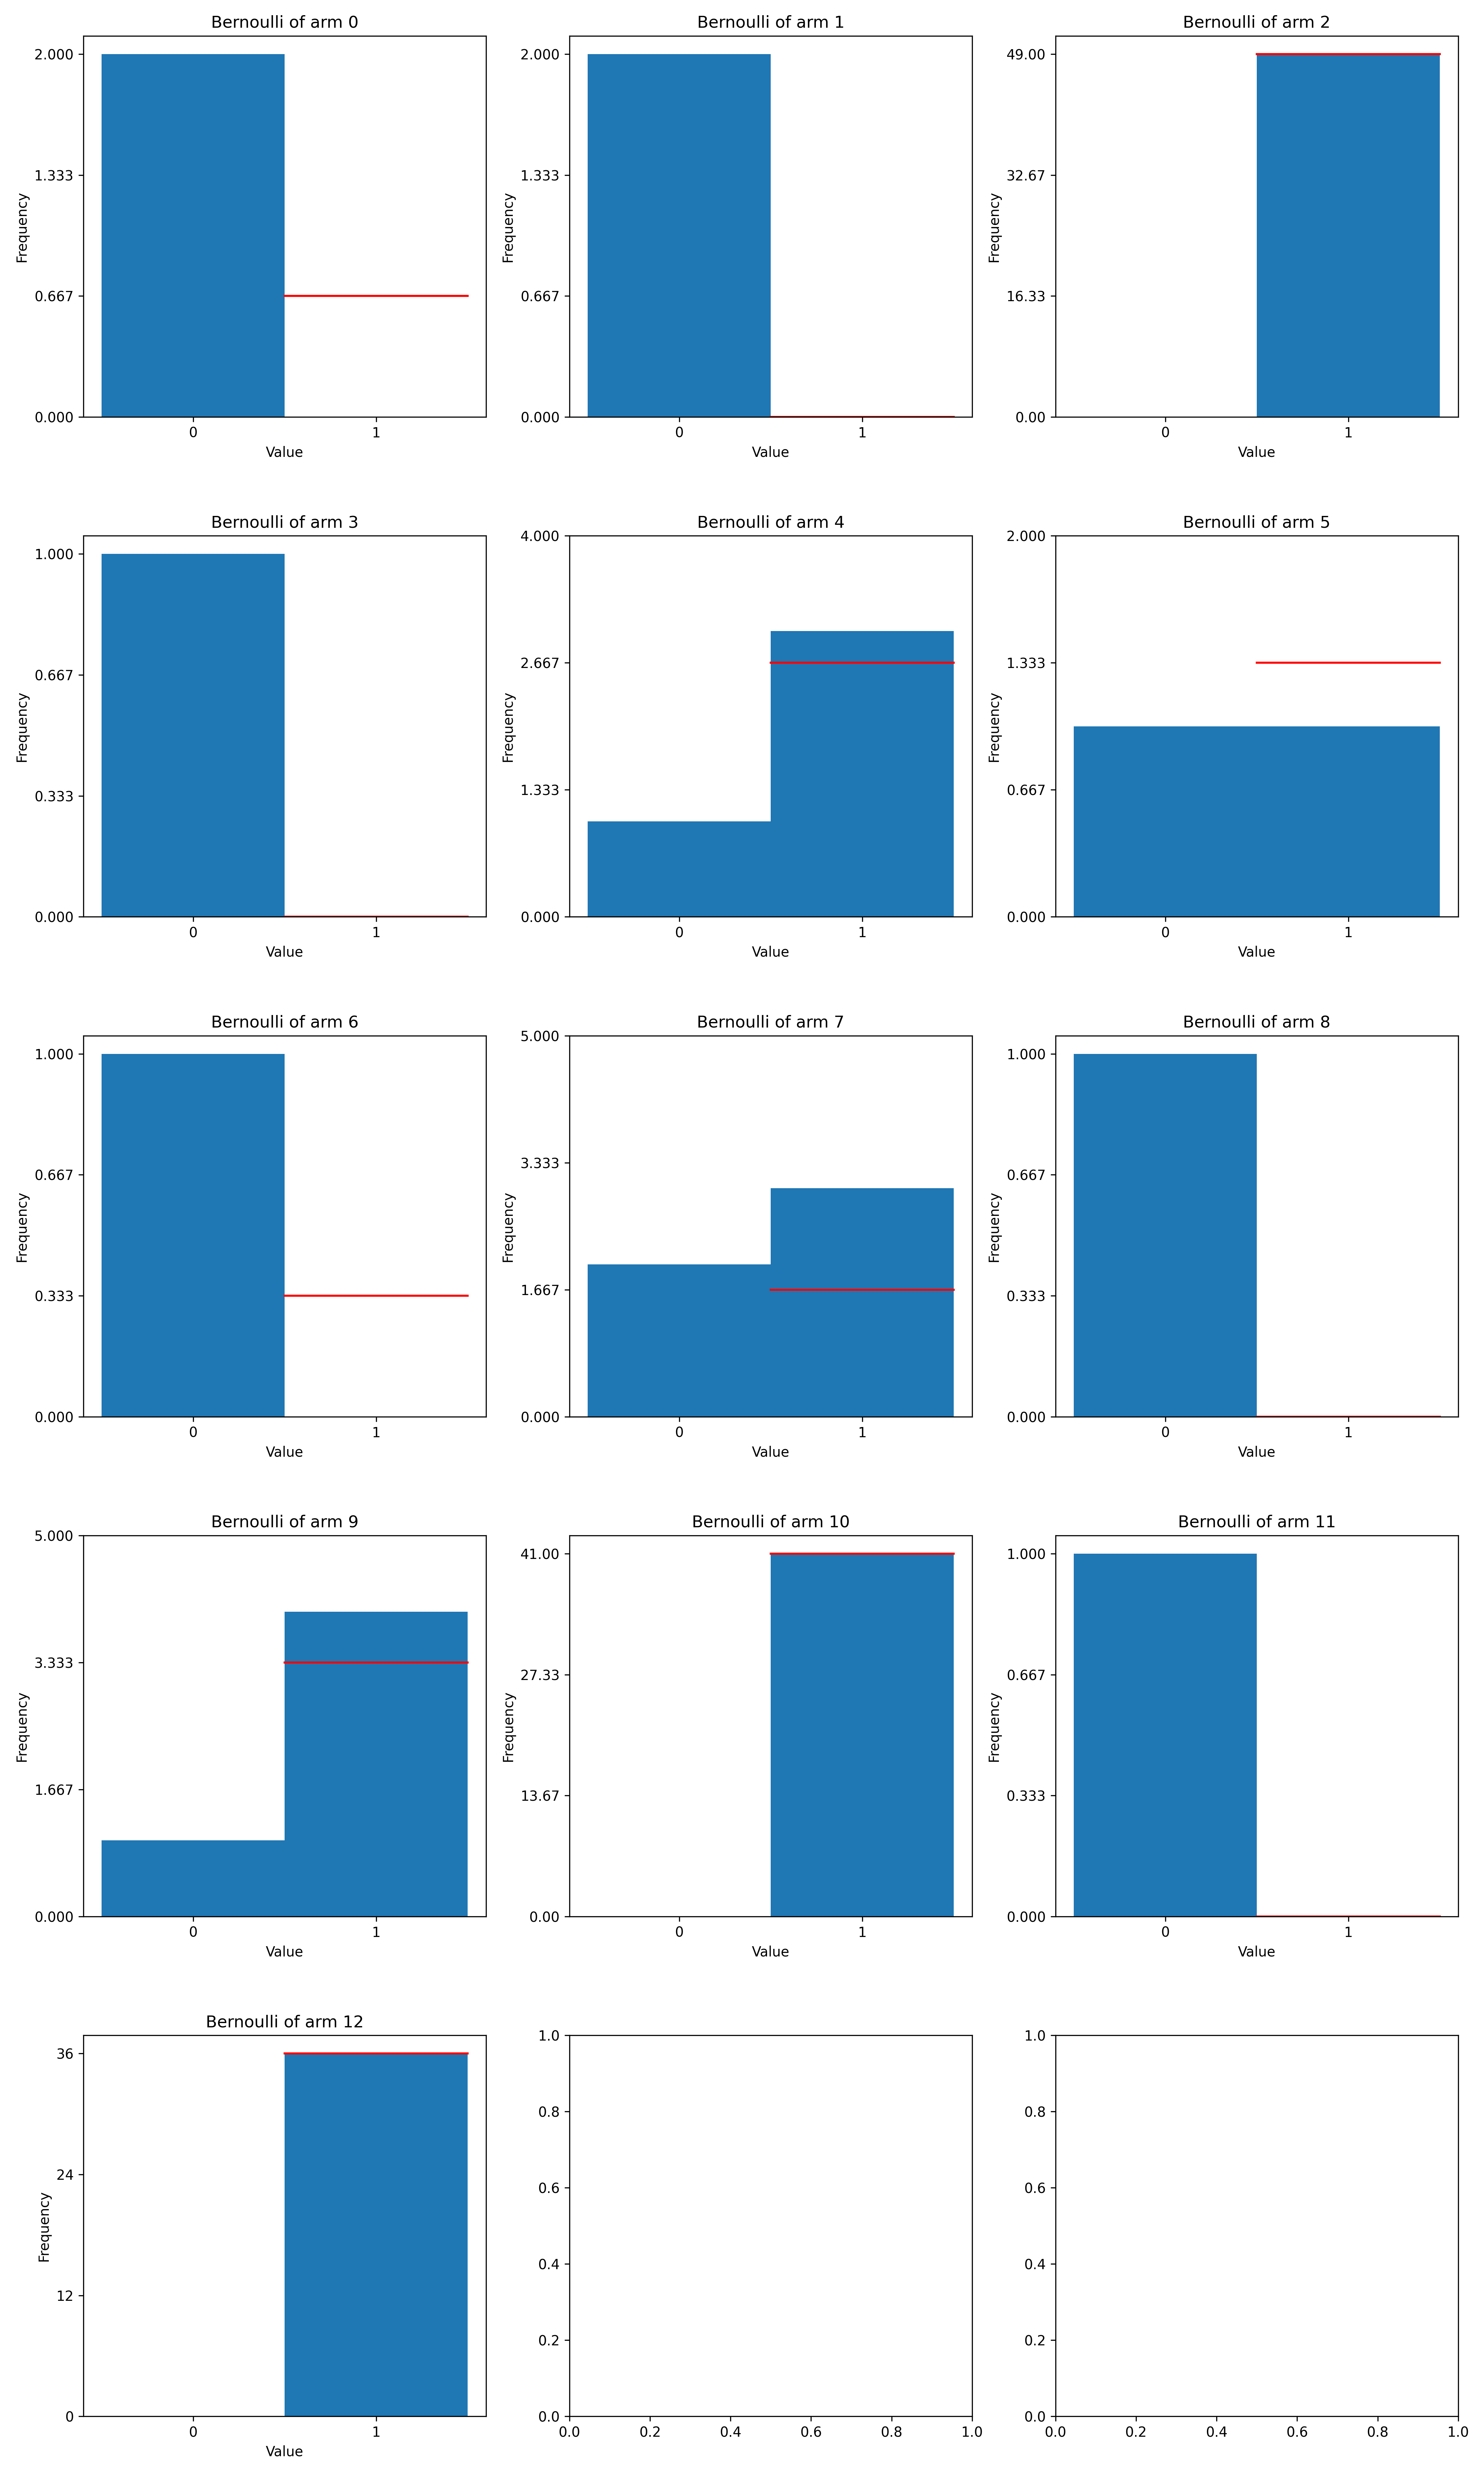 Bernoulli of arm 0
2.000
1.333
0.667
0.000
Frequency
0 1
Value
Bernoulli of arm 1
2.000
1.333
0.667
0.000
Frequency
0 1
Value
Bernoulli of arm 2
49.00
32.67
16.33
0.00
Frequency
0 1
Value
Bernoulli of arm 3
1.000
0.667
0.333
0.000
Frequency
0 1
Value
Bernoulli of arm 4
4.000
2.667
1.333
0.000
Frequency
0 1
Value
Bernoulli of arm 5
2.000
1.333
0.667
0.000
Frequency
0 1
Value
Bernoulli of arm 6
1.000
0.667
0.333
0.000
Frequency
0 1
Value
Bernoulli of arm 7
5.000
3.333
1.667
0.000
Frequency
0 1
Value
Bernoulli of arm 8
1.000
0.667
0.333
0.000
Frequency
0 1
Value
Bernoulli of arm 9
5.000
3.333
1.667
0.000
Frequency
0 1
Value
Bernoulli of arm 10
41.00
27.33
13.67
0.00
Frequency
0 1
Value
Bernoulli of arm 11
1.000
0.667
0.333
0.000
Frequency
0 1
Value
Bernoulli of arm 12
36
24
12
0
Frequency
0 1
Value
1.0
0.8
0.6
0.4
0.2
0.0
0.0 0.2 0.4 0.6 0.8 1.0
1.0
0.8
0.6
0.4
0.2
0.0
0.0 0.2 0.4 0.6 0.8 1.0